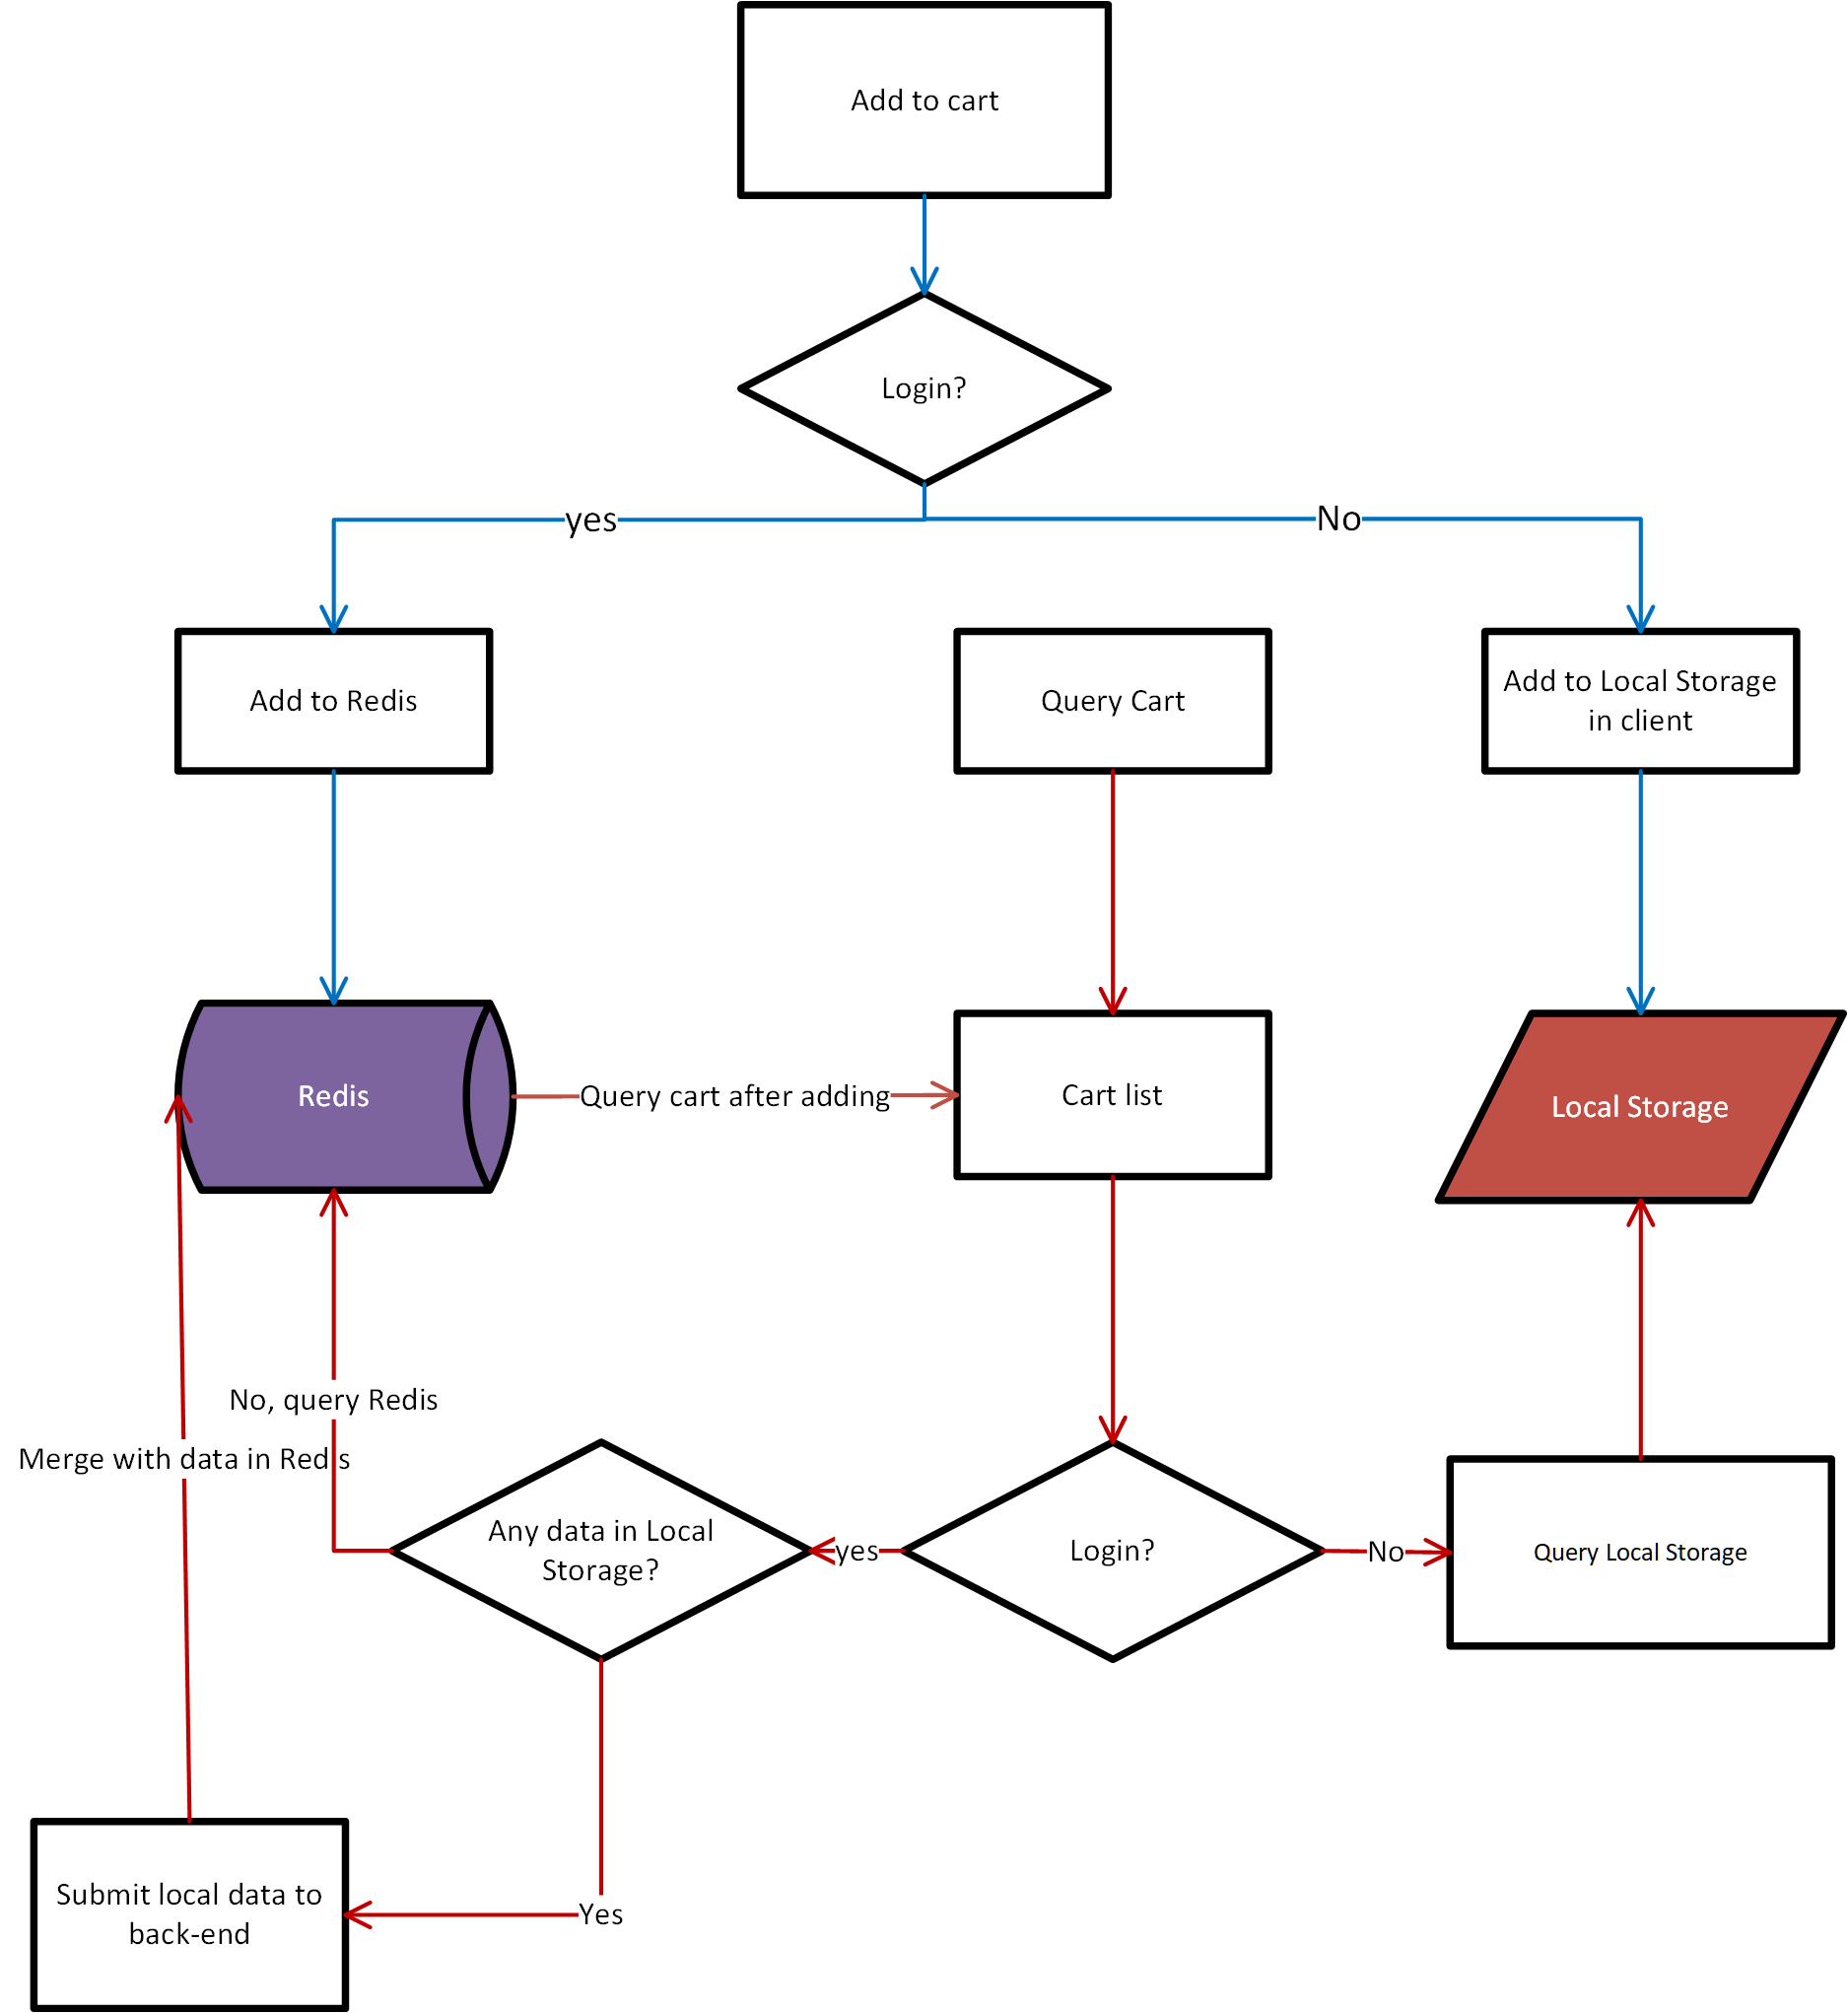 Add to cart
Login?
yes
No
Add to Redis
Query Cart
Add to Local Storage
in client
Redis
Query cart after adding
Cart list
Local Storage
No, query Redis
Merge with data in Redis
Any data in Local
Storage?
yes
Login?
No
Query Local Storage
Submit local data to
back-end
Yes